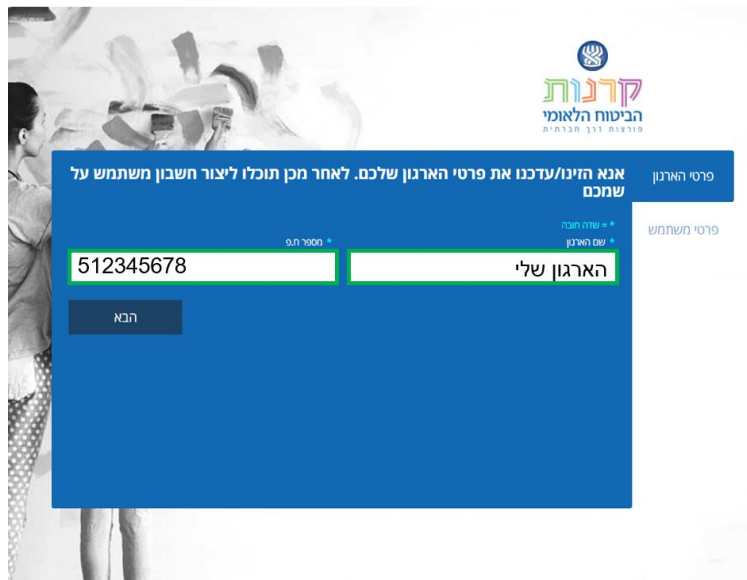 קרנות
הביטוח הלאומי
פורצות דרך חברתית
פרטי הארגון
פרטי משתמש
אנא הזינו/עדכנו את פרטי הארגון שלכם. לאחר מכן תוכלו ליצור חשבון משתמש על
שמכם
* = שדה חובה
* שם הארגון
* מספר ח.פ
הארגון שלי
512345678
הבא